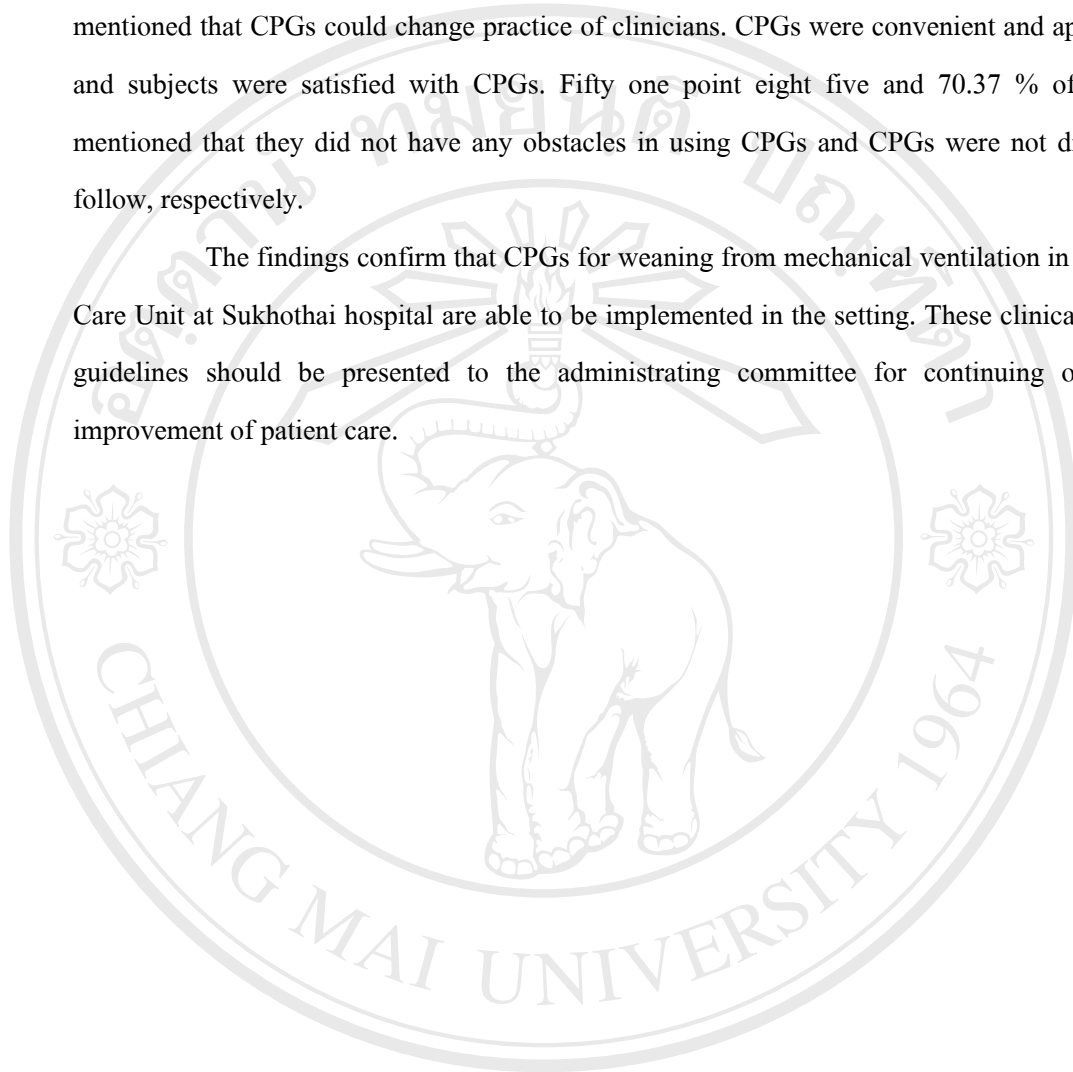 mentioned that CPGs could change practice of clinicians. CPGs were convenient and
and subjects were satisfied with CPGs. Fifty one point eight five and 70.37 % of
mentioned that they did not have any obstacles in using CPGs and CPGs were not
follow, respectively.
The findings confirm that CPGs for weaning from mechanical ventilation in
Care Unit at Sukhothai hospital are able to be implemented in the setting. These
guidelines should be presented to the administrating committee for continuing
improvement of patient care.
CHIANG MAI UNIVERSITY 1964